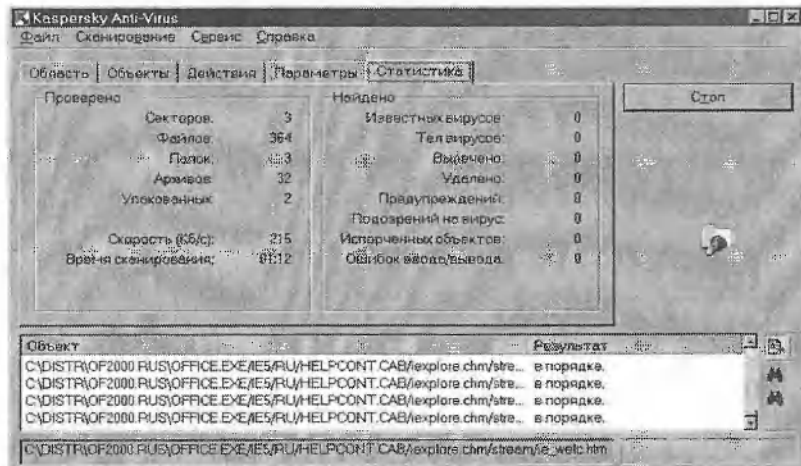 Kaspersky Anti-Virus
Файл Сканирование Сервис Справка
Область Объекты Действия Параметры Статистика
Проверено
Секторов: 3
Файлов: 364
Папок: 3
Архивов: 32
Упакованных: 2
Скорость (Кб/с): 215
Время сканирования: 01:12
Найдено
Известных вирусов: 0
Тел вирусов: 0
Вылечено: 0
Удалено: 0
Предупреждений: 0
Подозрений на вирус: 0
Испорченных объектов: 0
Ошибок ввода/вывода: 0
Стоп
Объект Результат
C:\DISTR\OF2000.RUS\OFFICE.EXE/IE5/RU/HELPCONT.CAB/iexplore.chm/stre... в порядке.
C:\DISTR\OF2000.RUS\OFFICE.EXE/IE5/RU/HELPCONT.CAB/iexplore.chm/stre... в порядке.
C:\DISTR\OF2000.RUS\OFFICE.EXE/IE5/RU/HELPCONT.CAB/iexplore.chm/stre... в порядке.
C:\DISTR\OF2000.RUS\OFFICE.EXE/IE5/RU/HELPCONT.CAB/iexplore.chm/stre... в порядке.
C:\DISTR\OF2000.RUS\OFFICE.EXE/IE5/RU/HELPCONT.CAB/iexplore.chm/stream/ie_welc.htm